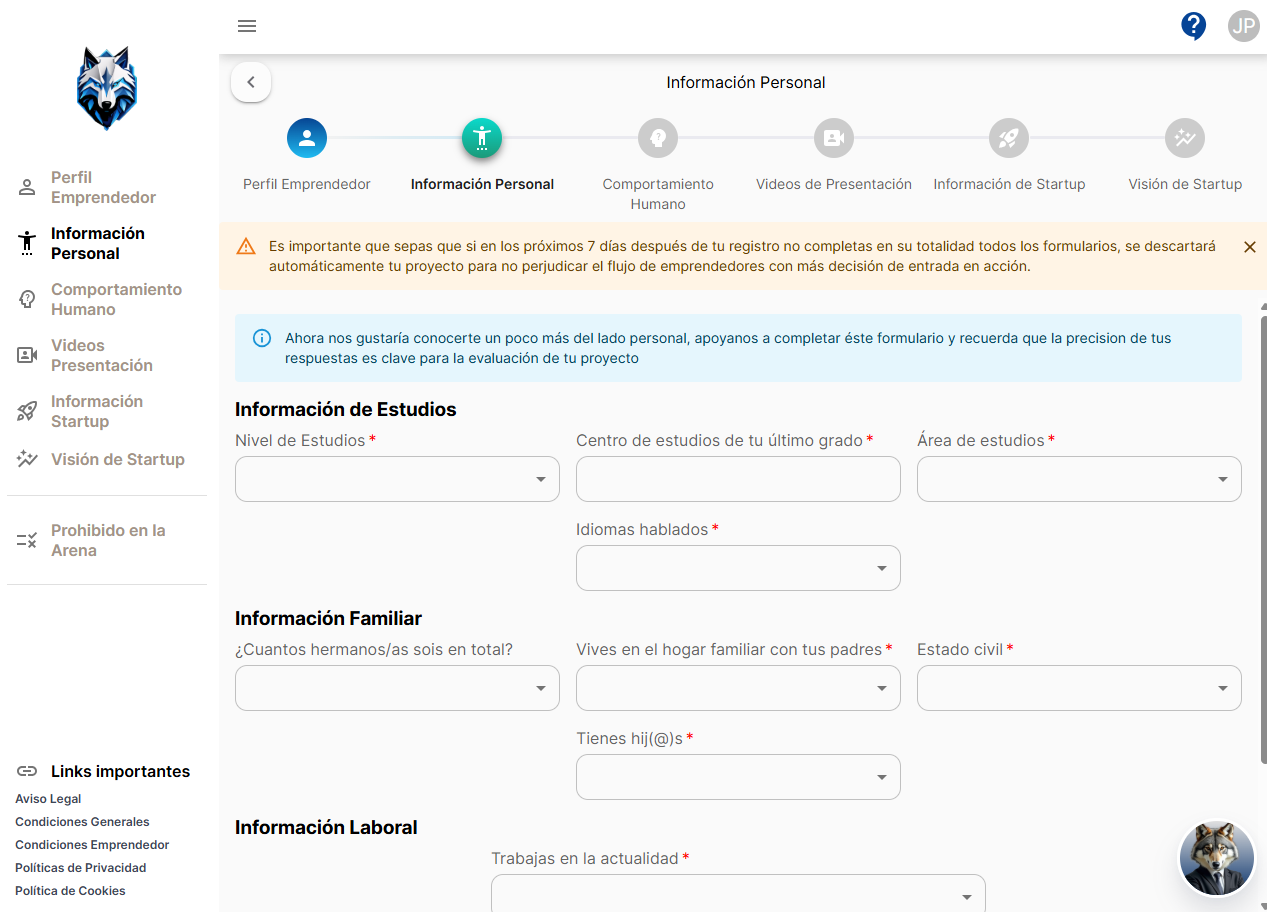 JP
Información Personal
Perfil Emprendedor
Información Personal
Comportamiento
Humano
Videos de Presentación
Información de Startup
Visión de Startup
Perfil
Emprendedor
Información
Personal
Comportamiento
Humano
Videos
Presentación
Información
Startup
Visión de Startup
Prohibido en la
Arena
Links importantes
Aviso Legal
Condiciones Generales
Condiciones Emprendedor
Políticas de Privacidad
Política de Cookies
Es importante que sepas que si en los próximos 7 días después de tu registro no completas en su totalidad todos los formularios, se descartará
automáticamente tu proyecto para no perjudicar el flujo de emprendedores con más decisión de entrada en acción.
Ahora nos gustaría conocerte un poco más del lado personal, apoyanos a completar éste formulario y recuerda que la precision de tus
respuestas es clave para la evaluación de tu proyecto
Información de Estudios
Nivel de Estudios *
Centro de estudios de tu último grado *
Área de estudios *
Idiomas hablados *
Información Familiar
¿Cuantos hermanos/as sois en total?
Vives en el hogar familiar con tus padres *
Estado civil *
Tienes hij(@)s *
Información Laboral
Trabajas en la actualidad *